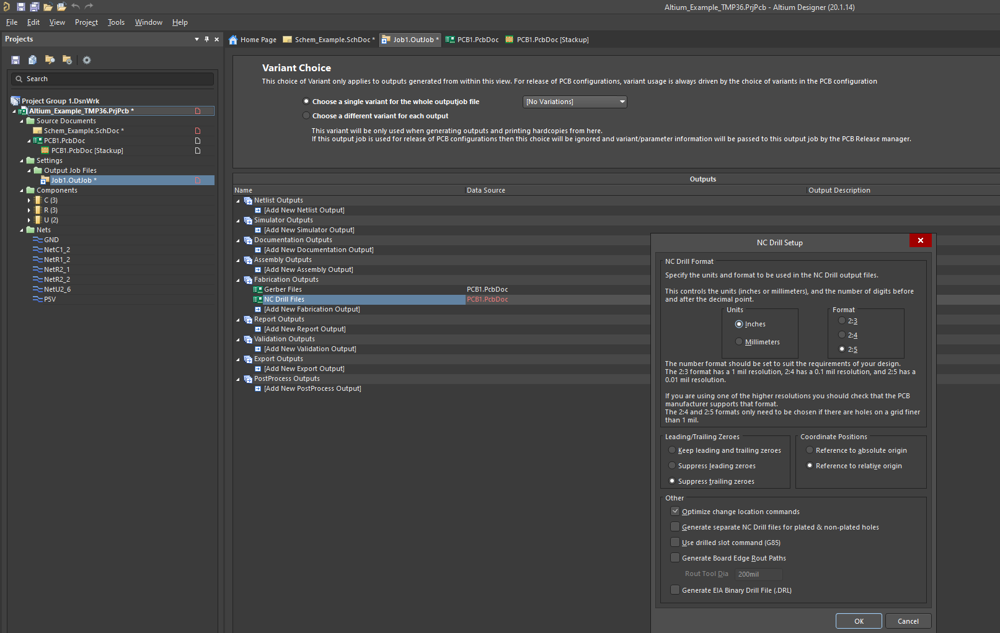 Altium_Example_TMP36.PrjPcb - Altium Designer (20.1.14)
File Edit View Project Tools Window Help
Projects
Home Page Schem_Example.SchDoc * Job1.OutJob * PCB1.PcbDoc PCB1.PcbDoc [Stackup]
Search
Project Group 1.DsnWrk
Altium_Example_TMP36.PrjPcb *
Source Documents
Schem_Example.SchDoc *
PCB1.PcbDoc
PCB1.PcbDoc [Stackup]
Settings
Output Job Files
Job1.OutJob *
Components
C (3)
R (3)
U (2)
Nets
GND
NetC1_2
NetR1_2
NetR2_1
NetR2_2
NetU2_6
P5V
Variant Choice
This choice of Variant only applies to outputs generated from within this view. For release of PCB configurations, variant usage is always driven by the choice of variants in the PCB configuration
Choose a single variant for the whole outputjob file [No Variations]
Choose a different variant for each output
This variant will be only used when generating outputs and printing hardcopies from here.
If this output job is used for release of PCB configurations then this choice will be ignored and variant/parameter information will be passed to this output job by the PCB Release manager.
Outputs
Name Data Source Output Description
Netlist Outputs
[Add New Netlist Output]
Simulator Outputs
[Add New Simulator Output]
Documentation Outputs
[Add New Documentation Output]
Assembly Outputs
[Add New Assembly Output]
Fabrication Outputs
Gerber Files PCB1.PcbDoc
NC Drill Files PCB1.PcbDoc
[Add New Fabrication Output]
Report Outputs
[Add New Report Output]
Validation Outputs
[Add New Validation Output]
Export Outputs
[Add New Export Output]
PostProcess Outputs
[Add New PostProcess Output]
NC Drill Setup
NC Drill Format
Specify the units and format to be used in the NC Drill output files.
This controls the units (inches or millimeters), and the number of digits before
and after the decimal point.
Units Format
Inches 2:3
2:4
Millimeters 2:5
The number format should be set to suit the requirements of your design.
The 2:3 format has a 1 mil resolution, 2:4 has a 0.1 mil resolution, and 2:5 has a
0.01 mil resolution.
If you are using one of the higher resolutions you should check that the PCB
manufacturer supports that format.
The 2:4 and 2:5 formats only need to be chosen if there are holes on a grid finer
than 1 mil.
Leading/Trailing Zeroes
Keep leading and trailing zeroes
Suppress leading zeroes
Suppress trailing zeroes
Coordinate Positions
Reference to absolute origin
Reference to relative origin
Other
Optimize change location commands
Generate separate NC Drill files for plated & non-plated holes
Use drilled slot command (G85)
Generate Board Edge Rout Paths
Rout Tool Dia 200mil
Generate EIA Binary Drill File (.DRL)
OK Cancel